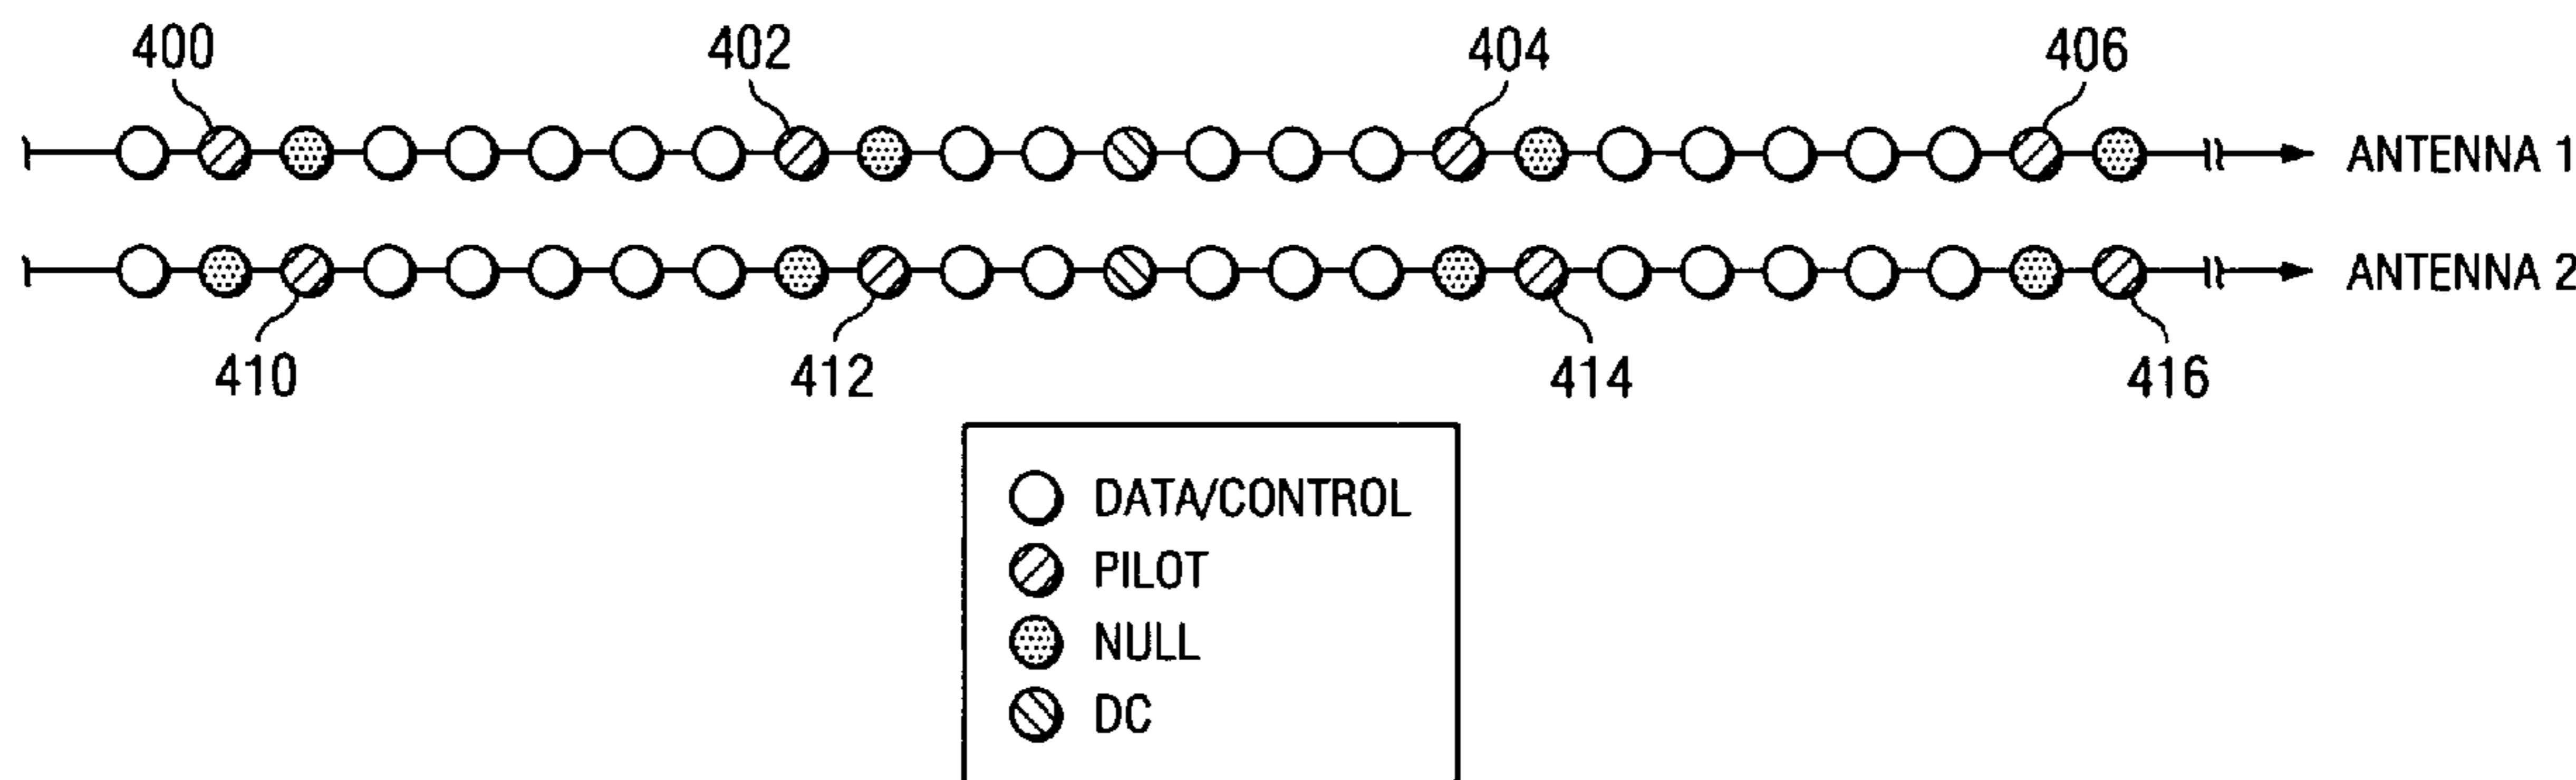 400 402 404 406
ANTENNA 1
ANTENNA 2
410 412 414 416
DATA/CONTROL
PILOT
NULL
DC